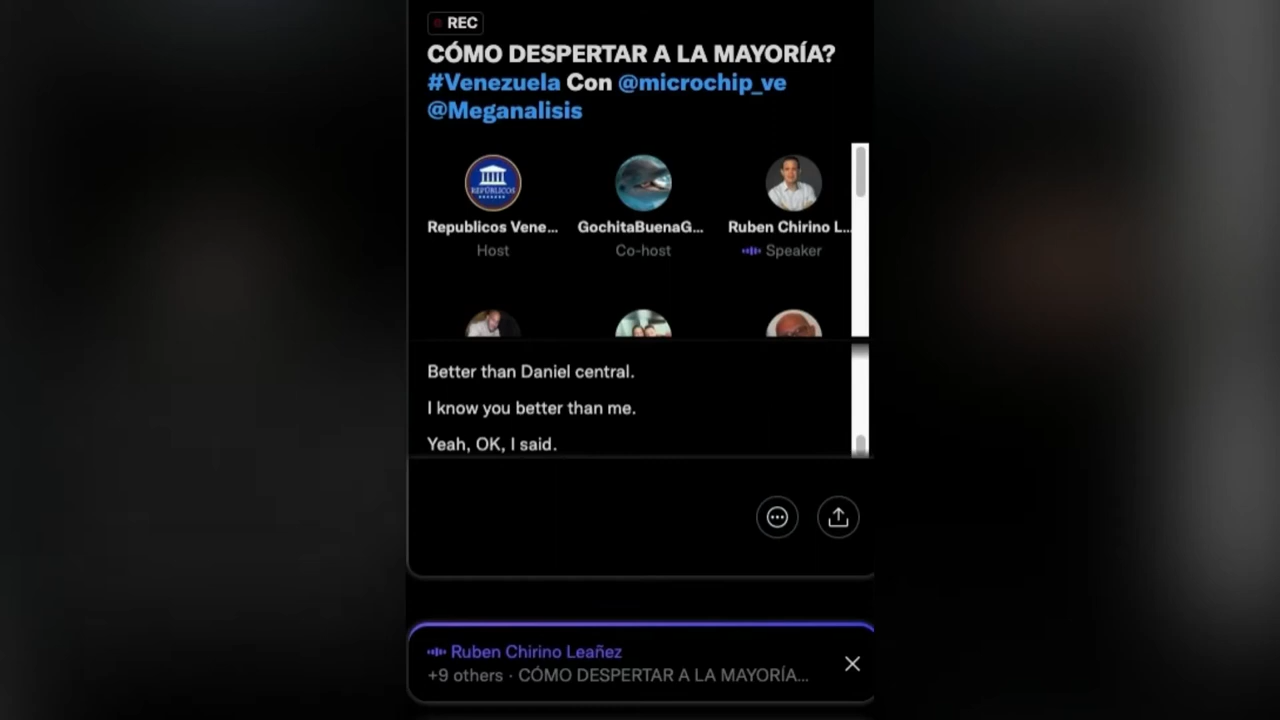 REC
CÓMO DESPERTAR A LA MAYORÍA?
#Venezuela Con @microchip_ve
@Meganalisis
REPÚBLICOS
Republicos Vene... GochitaBuenaG... Ruben Chirino L...
Host Co-host Speaker
Better than Daniel central.
I know you better than me.
Yeah, OK, I said.
Ruben Chirino Leañez
+9 others · CÓMO DESPERTAR A LA MAYORÍA...